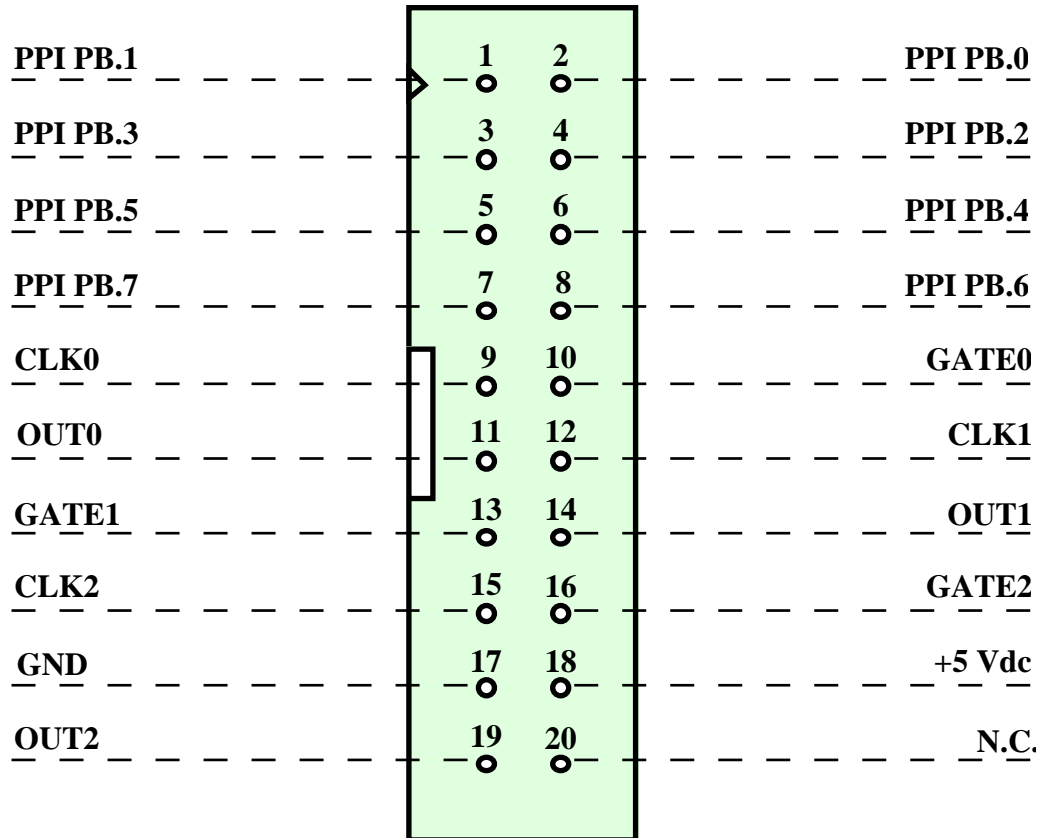 PPI PB.1 1 2 PPI PB.0
PPI PB.3 3 4 PPI PB.2
PPI PB.5 5 6 PPI PB.4
PPI PB.7 7 8 PPI PB.6
CLK0 9 10 GATE0
OUT0 11 12 CLK1
GATE1 13 14 OUT1
CLK2 15 16 GATE2
GND 17 18 +5 Vdc
OUT2 19 20 N.C.